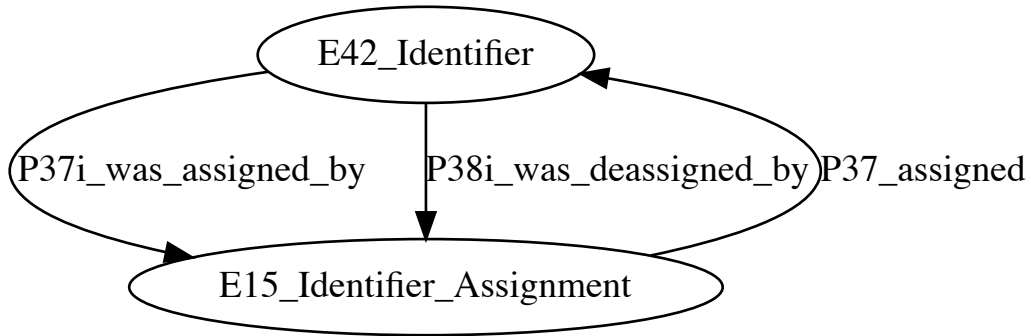 E42_Identifier
P37i_was_assigned_by
P38i_was_deassigned_by
P37_assigned
E15_Identifier_Assignment